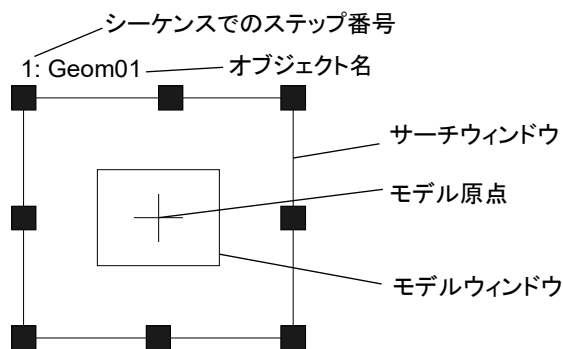 シーケンスでのステップ番号
1: Geom01
オブジェクト名
サーチウィンドウ
モデル原点
モデルウィンドウ